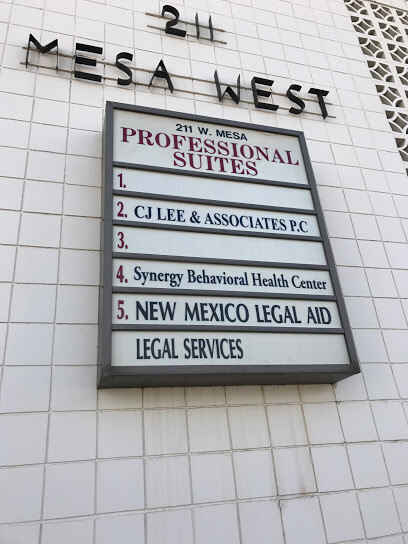 211
MESA WEST
211 W. MESA
PROFESSIONAL
SUITES
1.
2. CJ LEE & ASSOCIATES P.C
3.
4. Synergy Behavioral Health Center
5. NEW MEXICO LEGAL AID
LEGAL SERVICES